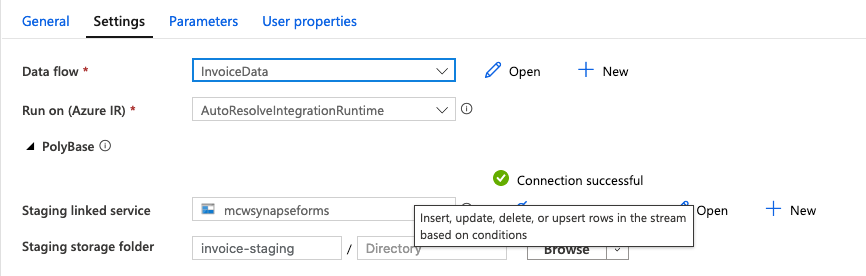 General Settings Parameters User properties
Data flow * InvoiceData Open New
Run on (Azure IR) * AutoResolveIntegrationRuntime
PolyBase
Connection successful
Staging linked service mcwsynapseforms Open New
Insert, update, delete, or upsert rows in the stream
based on conditions
Staging storage folder invoice-staging / Directory Browse